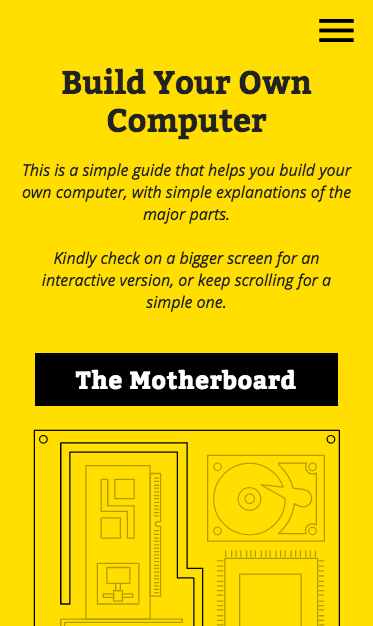 Build Your Own
Computer
This is a simple guide that helps you build your
own computer, with simple explanations of the
major parts.
Kindly check on a bigger screen for an
interactive version, or keep scrolling for a
simple one.
The Motherboard